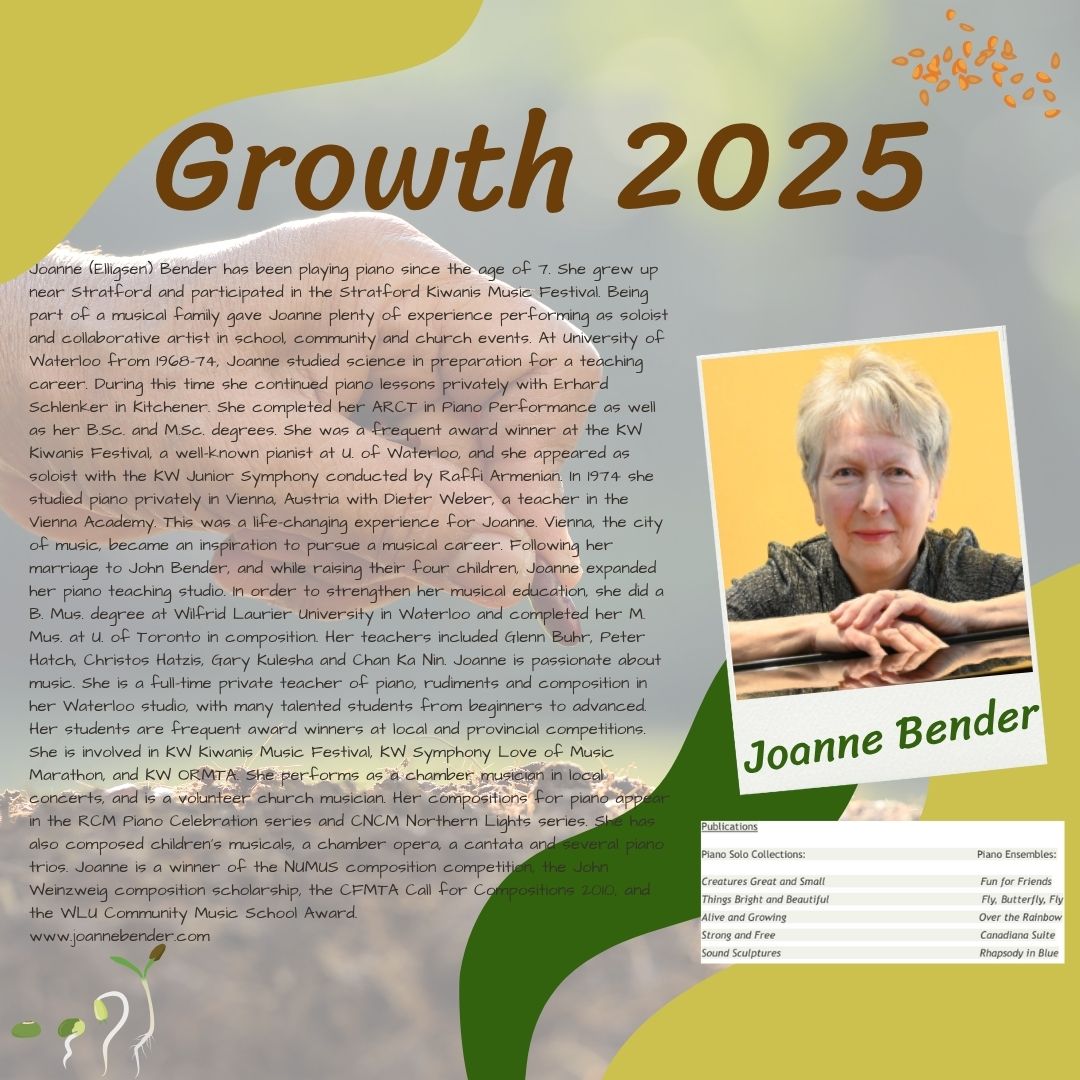 Growth 2025
Joanne (Elligsen) Bender has been playing piano since the age of 7. She grew up
near Stratford and participated in the Stratford Kiwanis Music Festival. Being
part of a musical family gave Joanne plenty of experience performing as soloist
and collaborative artist in school, community and church events. At University of
Waterloo from 1968-74, Joanne studied science in preparation for a teaching
career. During this time she continued piano lessons privately with Erhard
Schlenker in Kitchener. She completed her ARCT in Piano Performance as well
as her B.Sc. and M.Sc. degrees. She was a frequent award winner at the KW
Kiwanis Festival, a well-known pianist at U. of Waterloo, and she appeared as
soloist with the KW Junior Symphony conducted by Raffi Armenian. In 1974 she
studied piano privately in Vienna, Austria with Dieter Weber, a teacher in the
Vienna Academy. This was a life-changing experience for Joanne. Vienna, the city
of music, became an inspiration to pursue a musical career. Following her
marriage to John Bender, and while raising their four children, Joanne expanded
her piano teaching studio. In order to strengthen her musical education, she did a
B. Mus. degree at Wilfrid Laurier University in Waterloo and completed her M.
Mus. at U. of Toronto in composition. Her teachers included Glenn Buhr, Peter
Hatch, Christos Hatzis, Gary Kulesha and Chan Ka Nin. Joanne is passionate about
music. She is a full-time private teacher of piano, rudiments and composition in
her Waterloo studio, with many talented students from beginners to advanced.
Her students are frequent award winners at local and provincial competitions.
She is involved in KW Kiwanis Music Festival, KW Symphony Love of Music
Marathon, and KW ORMTA. She performs as a chamber musician in local
concerts, and is a volunteer church musician. Her compositions for piano appear
in the RCM Piano Celebration series and CNCM Northern Lights series. She has
also composed children's musicals, a chamber opera, a cantata and several piano
trios. Joanne is a winner of the NUMUS composition competition, the John
Weinzweig composition scholarship, the CFMTA Call for Compositions 2010, and
the WLU Community Music School Award.
www.joannebender.com
Joanne Bender
Publications
Piano Solo Collections: Piano Ensembles:
Creatures Great and Small Fun for Friends
Things Bright and Beautiful Fly, Butterfly, Fly
Alive and Growing Over the Rainbow
Strong and Free Canadiana Suite
Sound Sculptures Rhapsody in Blue